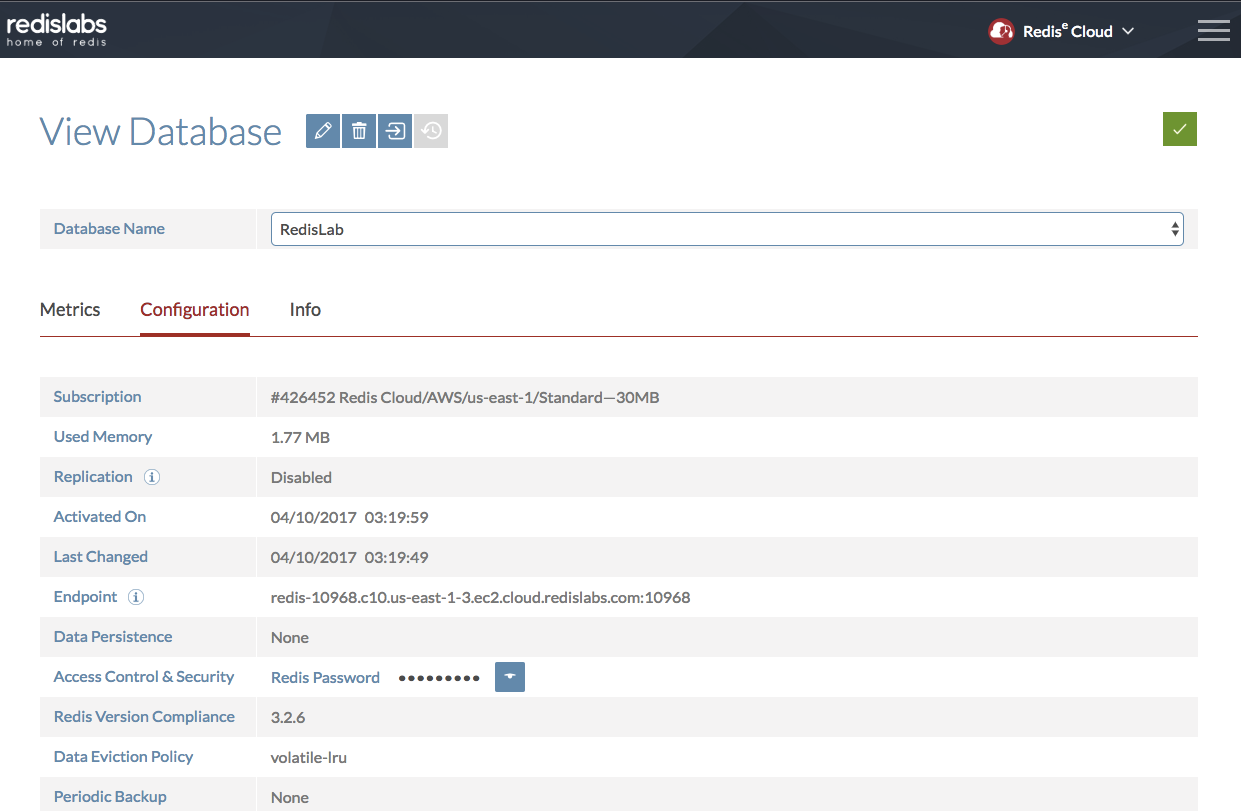 redislabs
home of redis
Redisᵉ Cloud
View Database
Database Name RedisLab
Metrics Configuration Info
Subscription #426452 Redis Cloud/AWS/us-east-1/Standard—30MB
Used Memory 1.77 MB
Replication i Disabled
Activated On 04/10/2017 03:19:59
Last Changed 04/10/2017 03:19:49
Endpoint i redis-10968.c10.us-east-1-3.ec2.cloud.redislabs.com:10968
Data Persistence None
Access Control & Security Redis Password •••••••••
Redis Version Compliance 3.2.6
Data Eviction Policy volatile-lru
Periodic Backup None